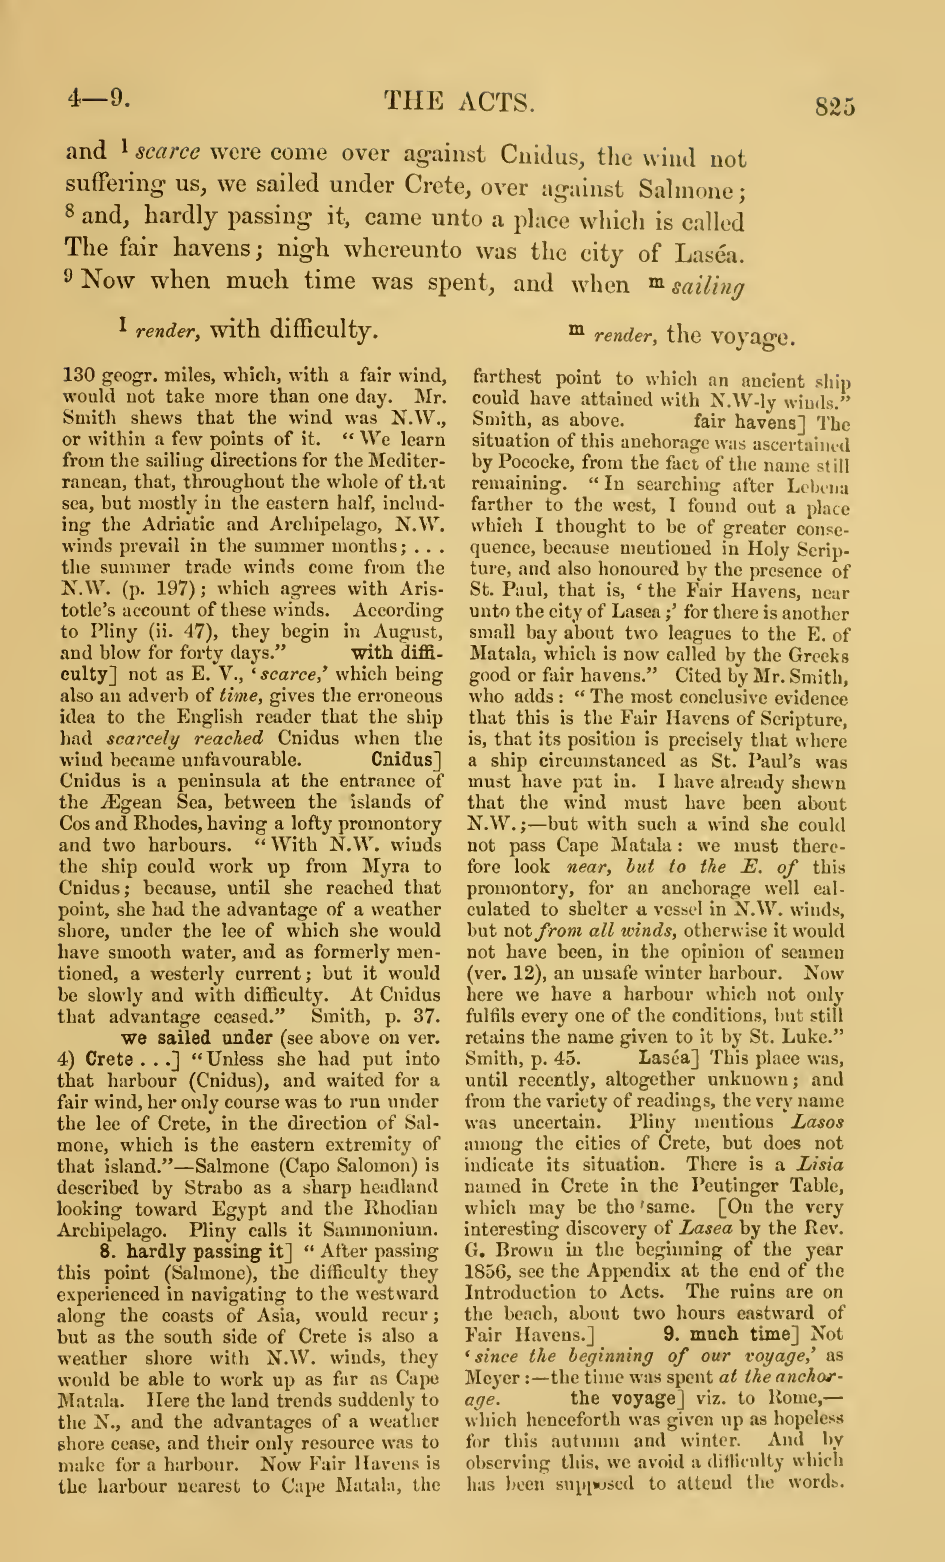 4—9.
THE ACTS.
825
and ¹ scarce were come over against Cnidus, the wind not
suffering us, we sailed under Crete, over against Salmone;
⁸ and, hardly passing it, came unto a place which is called
The fair havens; nigh whereunto was the city of Laséa.
⁹ Now when much time was spent, and when ᵐ sailing
¹ render, with difficulty.
ᵐ render, the voyage.
130 geogr. miles, which, with a fair wind,
would not take more than one day. Mr.
Smith shews that the wind was N.W.,
or within a few points of it. “We learn
from the sailing directions for the Mediter-
ranean, that, throughout the whole of that
sea, but mostly in the eastern half, includ-
ing the Adriatic and Archipelago, N.W.
winds prevail in the summer months; . . .
the summer trade winds come from the
N.W. (p. 197); which agrees with Aris-
totle’s account of these winds. According
to Pliny (ii. 47), they begin in August,
and blow for forty days.” with diffi-
culty] not as E. V., ‘scarce,’ which being
also an adverb of time, gives the erroneous
idea to the English reader that the ship
had scarcely reached Cnidus when the
wind became unfavourable. Cnidus]
Cnidus is a peninsula at the entrance of
the Ægean Sea, between the islands of
Cos and Rhodes, having a lofty promontory
and two harbours. “With N.W. winds
the ship could work up from Myra to
Cnidus; because, until she reached that
point, she had the advantage of a weather
shore, under the lee of which she would
have smooth water, and as formerly men-
tioned, a westerly current; but it would
be slowly and with difficulty. At Cnidus
that advantage ceased.” Smith, p. 37.
we sailed under (see above on ver.
4) Crete . . .] “Unless she had put into
that harbour (Cnidus), and waited for a
fair wind, her only course was to run under
the lee of Crete, in the direction of Sal-
mone, which is the eastern extremity of
that island.”—Salmone (Capo Salomon) is
described by Strabo as a sharp headland
looking toward Egypt and the Rhodian
Archipelago. Pliny calls it Sammonium.
8. hardly passing it] “After passing
this point (Salmone), the difficulty they
experienced in navigating to the westward
along the coasts of Asia, would recur;
but as the south side of Crete is also a
weather shore with N.W. winds, they
would be able to work up as far as Cape
Matala. Here the land trends suddenly to
the N., and the advantages of a weather
shore cease, and their only resource was to
make for a harbour. Now Fair Havens is
the harbour nearest to Cape Matala, the
farthest point to which an ancient ship
could have attained with N.W-ly winds.”
Smith, as above. fair havens] The
situation of this anchorage was ascertained
by Pococke, from the fact of the name still
remaining. “In searching after Lebena
farther to the west, I found out a place
which I thought to be of greater conse-
quence, because mentioned in Holy Scrip-
ture, and also honoured by the presence of
St. Paul, that is, ‘the Fair Havens, near
unto the city of Lasea;’ for there is another
small bay about two leagues to the E. of
Matala, which is now called by the Greeks
good or fair havens.” Cited by Mr. Smith,
who adds: “The most conclusive evidence
that this is the Fair Havens of Scripture,
is, that its position is precisely that where
a ship circumstanced as St. Paul’s was
must have put in. I have already shewn
that the wind must have been about
N.W.;—but with such a wind she could
not pass Cape Matala: we must there-
fore look near, but to the E. of this
promontory, for an anchorage well cal-
culated to shelter a vessel in N.W. winds,
but not from all winds, otherwise it would
not have been, in the opinion of seamen
(ver. 12), an unsafe winter harbour. Now
here we have a harbour which not only
fulfils every one of the conditions, but still
retains the name given to it by St. Luke.”
Smith, p. 45. Laséa] This place was,
until recently, altogether unknown; and
from the variety of readings, the very name
was uncertain. Pliny mentions Lasos
among the cities of Crete, but does not
indicate its situation. There is a Lisia
named in Crete in the Peutinger Table,
which may be the same. [On the very
interesting discovery of Lasea by the Rev.
G. Brown in the beginning of the year
1856, see the Appendix at the end of the
Introduction to Acts. The ruins are on
the beach, about two hours eastward of
Fair Havens.] 9. much time] Not
‘since the beginning of our voyage,’ as
Meyer:—the time was spent at the anchor-
age. the voyage] viz. to Rome,—
which henceforth was given up as hopeless
for this autumn and winter. And by
observing this, we avoid a difficulty which
has been supposed to attend the words.